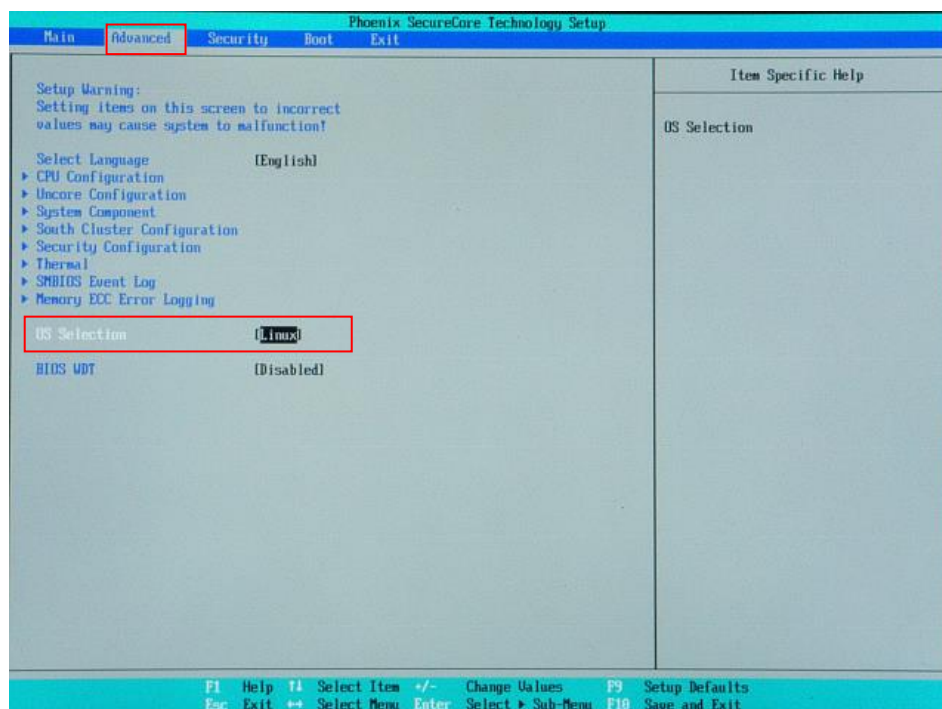 Phoenix SecureCore Technology Setup
Main Advanced Security Boot Exit
Item Specific Help
Setup Warning:
Setting items on this screen to incorrect
values may cause system to malfunction!
OS Selection
Select Language [English]
▶ CPU Configuration
▶ Uncore Configuration
▶ System Component
▶ South Cluster Configuration
▶ Security Configuration
▶ Thermal
▶ SMBIOS Event Log
▶ Memory ECC Error Logging
OS Selection [Linux]
BIOS WDT [Disabled]
F1 Help ↑↓ Select Item +/- Change Values F9 Setup Defaults
Esc Exit ↔ Select Menu Enter Select ▶ Sub-Menu F10 Save and Exit